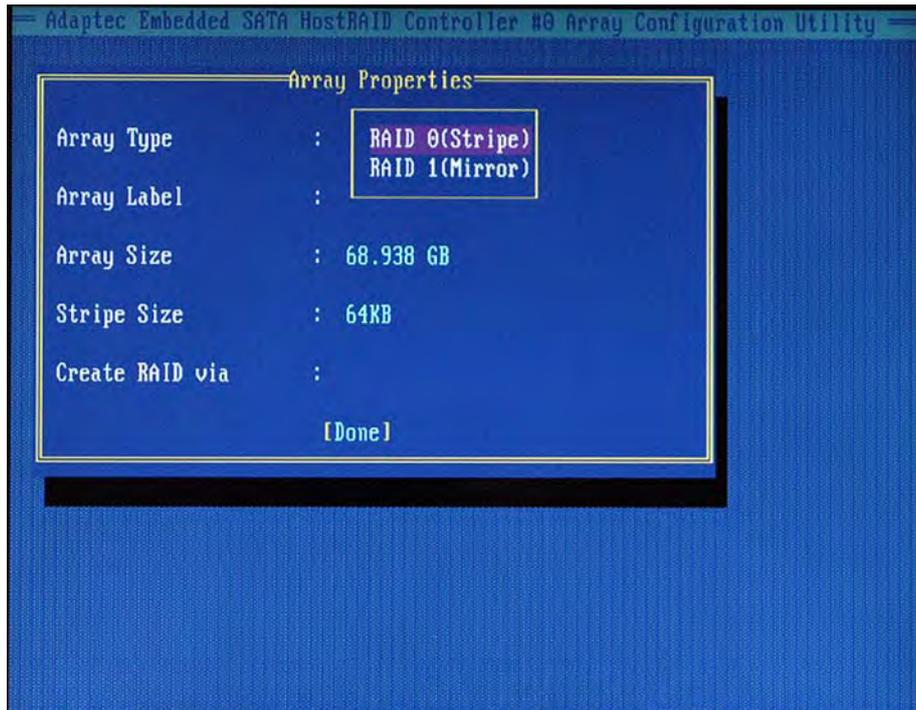 Adaptec Embedded SATA HostRAID Controller #0 Array Configuration Utility
Array Properties
Array Type : RAID 0(Stripe)
RAID 1(Mirror)
Array Label :
Array Size : 68.938 GB
Stripe Size : 64KB
Create RAID via :
[Done]